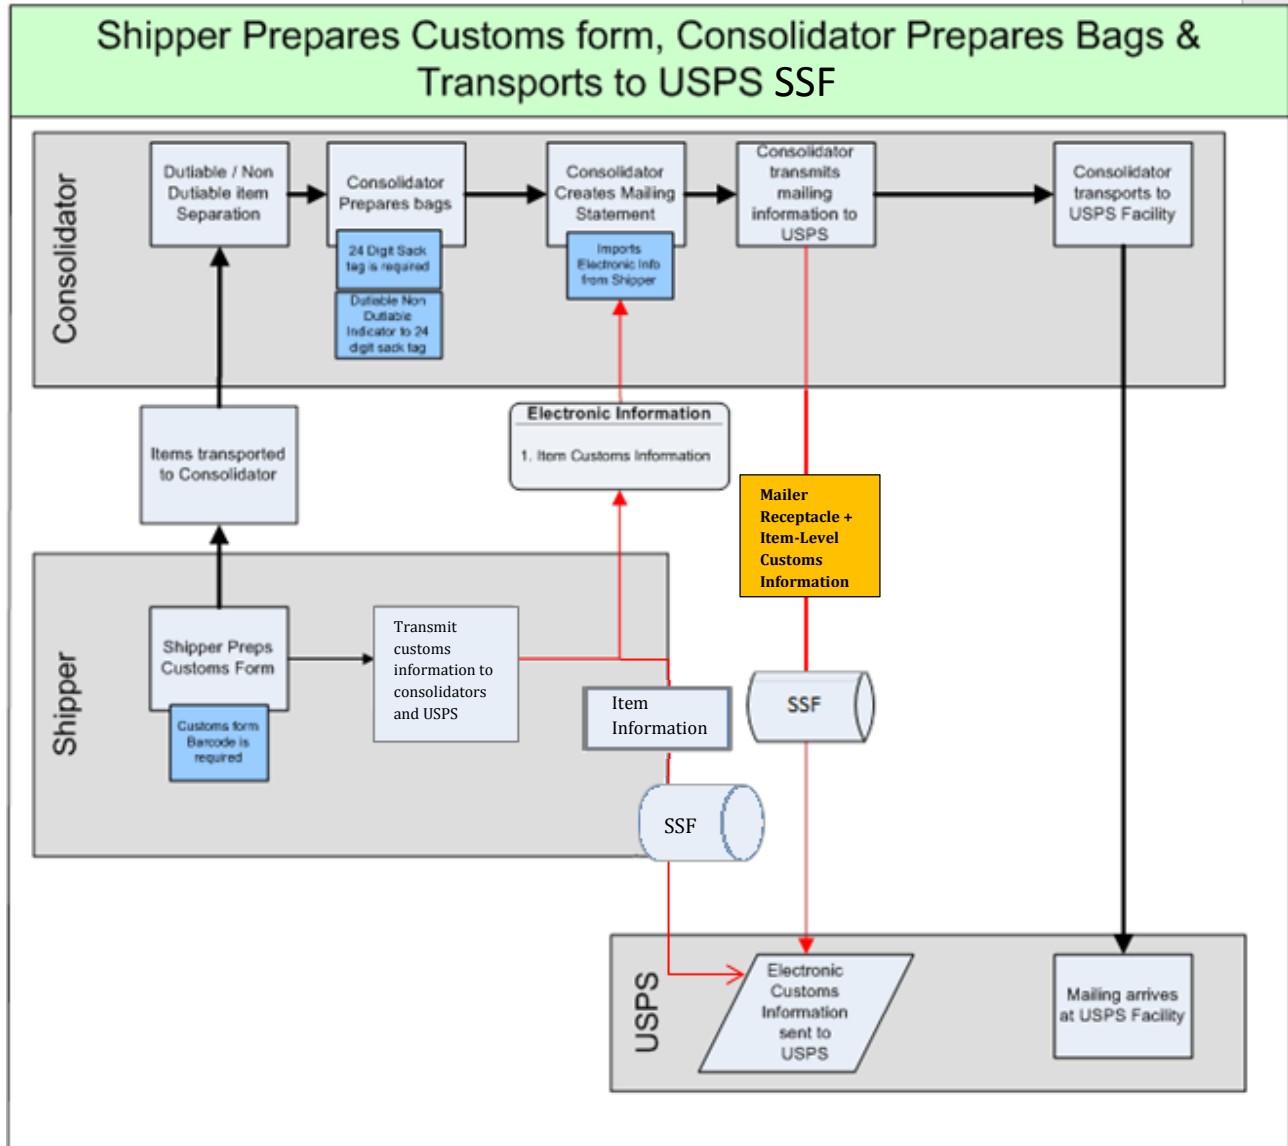 Shipper Prepares Customs form, Consolidator Prepares Bags &
Transports to USPS SSF
Consolidator
Dutiable / Non
Dutiable item
Separation
Consolidator
Prepares bags
24 Digit Sack
tag is required
Dutiable Non
Dutiable
Indicator to 24
digit sack tag
Consolidator
Creates Mailing
Statement
Imports
Electronic Info
from Shipper
Consolidator
transmits
mailing
information to
USPS
Consolidator
transports to
USPS Facility
Items transported
to Consolidator
Electronic Information
1. Item Customs Information
Mailer
Receptacle +
Item-Level
Customs
Information
Shipper
Shipper Preps
Customs Form
Customs form
Barcode is
required
Transmit
customs
information to
consolidators
and USPS
Item
Information
SSF
SSF
USPS
Electronic
Customs
Information
sent to
USPS
Mailing arrives
at USPS Facility